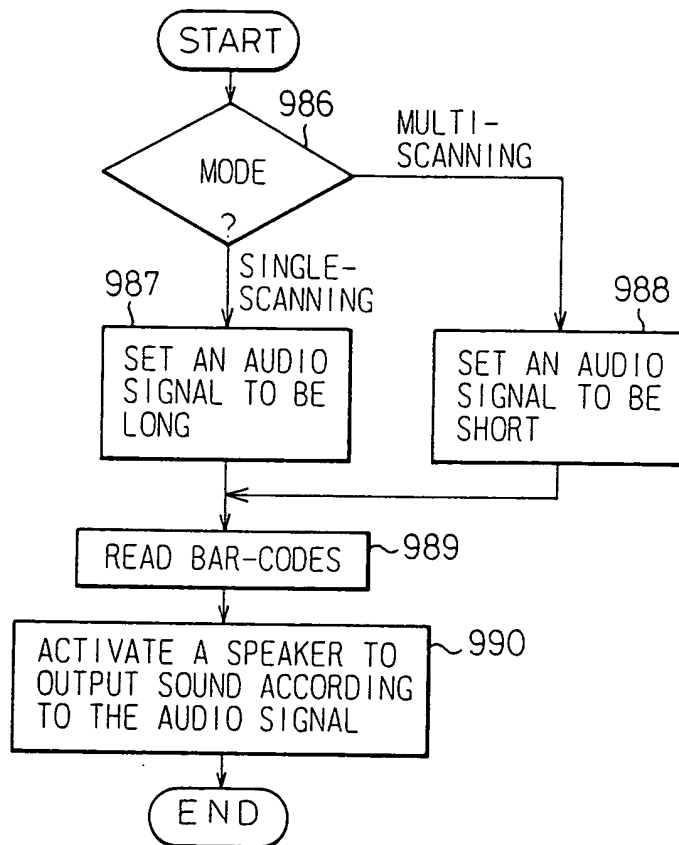 START
986
MODE
?
MULTI-
SCANNING
SINGLE-
SCANNING
987
SET AN AUDIO
SIGNAL TO BE
LONG
988
SET AN AUDIO
SIGNAL TO BE
SHORT
READ BAR-CODES
989
ACTIVATE A SPEAKER TO
OUTPUT SOUND ACCORDING
TO THE AUDIO SIGNAL
990
END